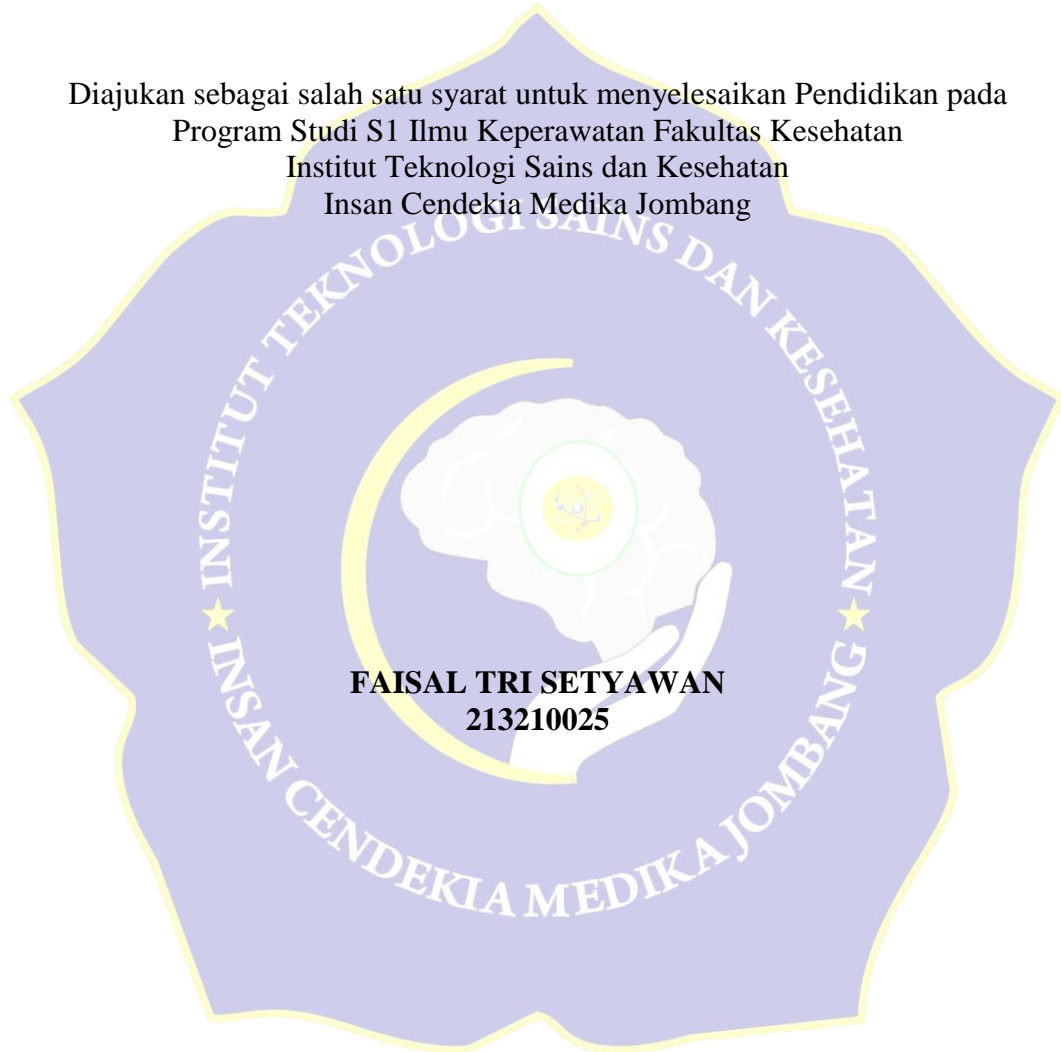 Diajukan sebagai salah satu syarat untuk menyelesaikan Pendidikan pada
Program Studi S1 Ilmu Keperawatan Fakultas Kesehatan
Institut Teknologi Sains dan Kesehatan
Insan Cendekia Medika Jombang
INSTITUT TEKNOLOGI SAINS DAN KESEHATAN
FAISAL TRI SETYAWAN
213210025
INSAN CENDEKIA MEDIKA JOMBANG